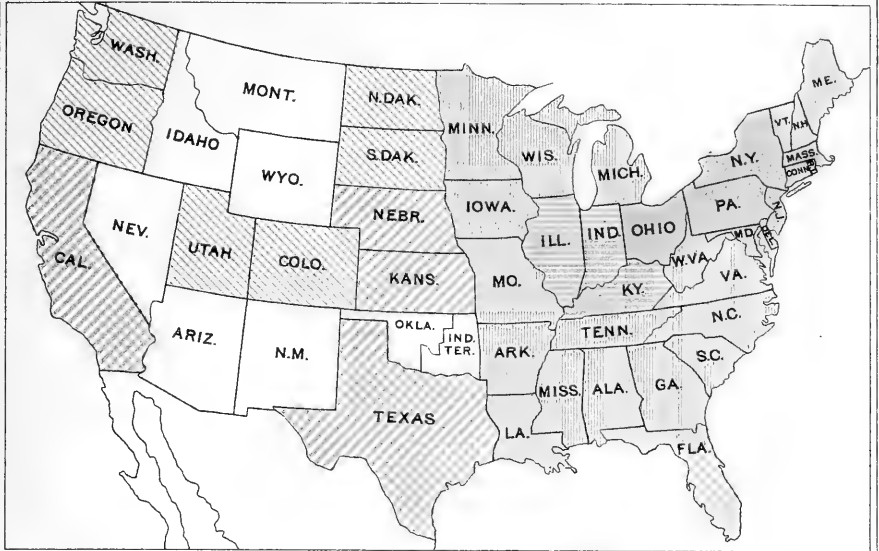 WASH.
OREGON
CAL.
IDAHO
NEV.
MONT.
WYO.
UTAH
ARIZ.
COLO.
N.M.
N.DAK.
S.DAK.
NEBR.
KANS.
OKLA.
IND.
TER.
TEXAS
MINN.
IOWA.
MO.
ARK.
LA.
WIS.
ILL.
MICH.
IND.
OHIO
KY.
TENN.
MISS.
ALA.
GA.
FLA.
S.C.
N.C.
VA.
W.VA.
MD.
DEL.
PA.
N.J.
N.Y.
CONN.
R.I.
MASS.
VT.
N.H.
ME.